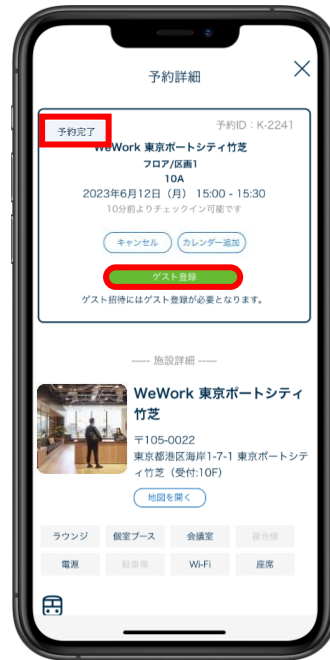 予約詳細
予約完了
予約ID：K-2241
WeWork 東京ポートシティ竹芝
フロア/区画1
10A
2023年6月12日（月） 15:00 - 15:30
10分前よりチェックイン可能です
キャンセル
カレンダー追加
ゲスト登録
ゲスト招待にはゲスト登録が必要となります。
----- 施設詳細 -----
WeWork 東京ポートシティ
竹芝
〒105-0022
東京都港区海岸1-7-1 東京ポートシテ
ィ竹芝 （受付:10F）
地図を開く
ラウンジ 個室ブース 会議室 複合機
電源 駐車場 Wi-Fi 座席